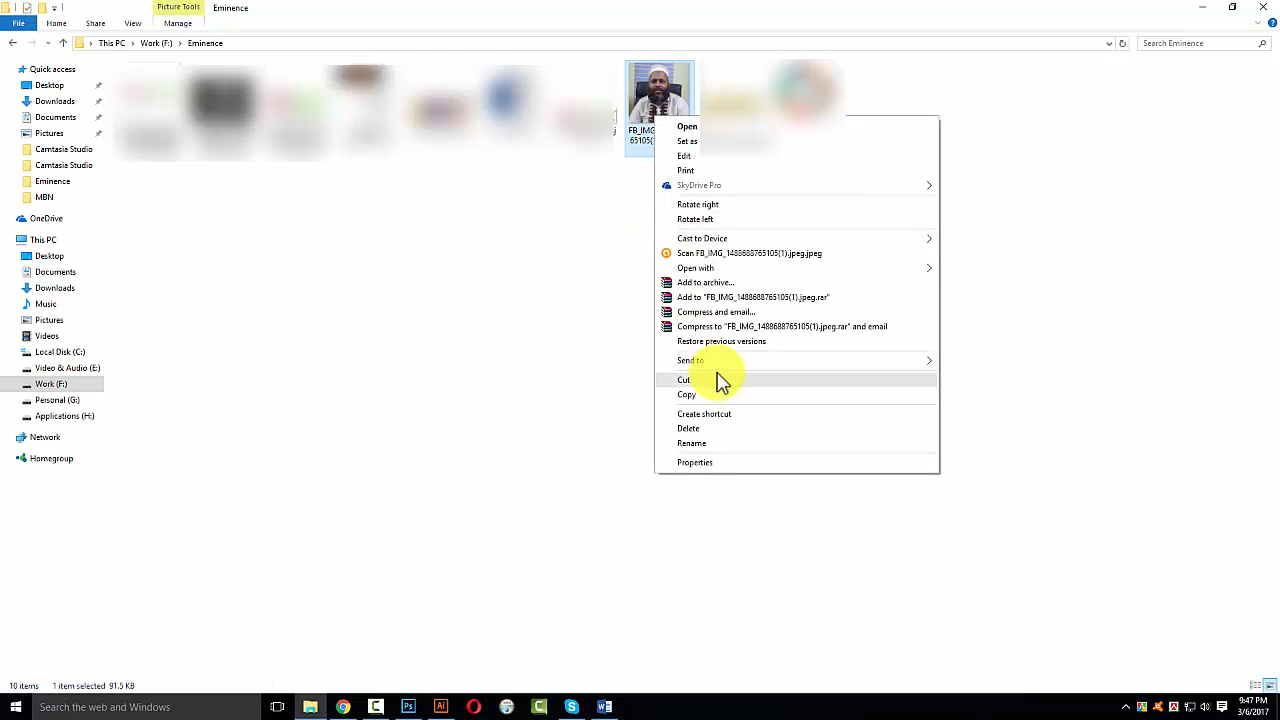 Picture Tools
Eminence
File
Home
Share
View
Manage
This PC
Work (F:)
Eminence
Search Eminence
Quick access
Desktop
Downloads
Documents
Pictures
Camtasia Studio
Camtasia Studio
Eminence
MBN
OneDrive
This PC
Desktop
Documents
Downloads
Music
Pictures
Videos
Local Disk (C:)
Video & Audio (E:)
Work (F:)
Personal (G:)
Applications (H:)
Network
Homegroup
FB_IMG
65105(
Open
Set as
Edit
Print
SkyDrive Pro
Rotate right
Rotate left
Cast to Device
Scan FB_IMG_1488688765105(1).jpeg.jpeg
Open with
Add to archive...
Add to "FB_IMG_1488688765105(1).jpeg.rar"
Compress and email...
Compress to "FB_IMG_1488688765105(1).jpeg.rar" and email
Restore previous versions
Send to
Cut
Copy
Create shortcut
Delete
Rename
Properties
10 items
1 item selected 91.5 KB
Search the web and Windows
9:47 PM
3/6/2017